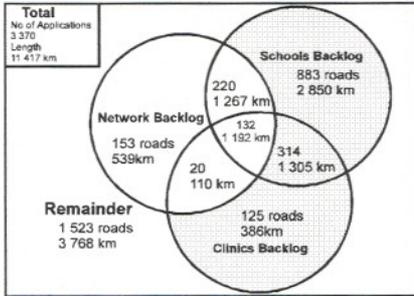 Total
No of Applications
3 370
Length
11 417 km
Schools Backlog
883 roads
2 850 km
220
1 267 km
Network Backlog
132
1 192 km
153 roads
539km
314
1 305 km
20
110 km
Remainder
1 523 roads
3 768 km
125 roads
386km
Clinics Backlog